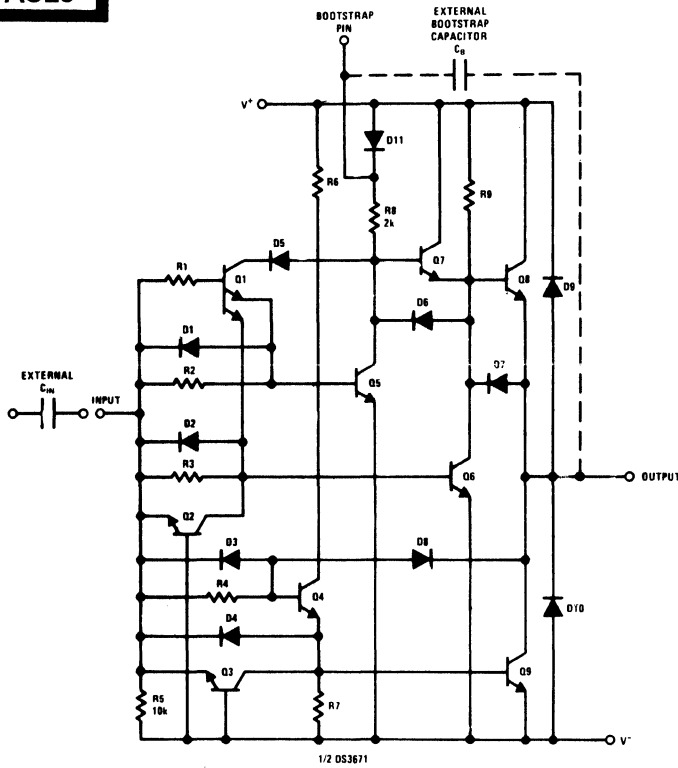 BOOTSTRAP
PIN
EXTERNAL
BOOTSTRAP
CAPACITOR
CB
V+
D11
R6
R8
2k
R9
D5
Q7
R1
Q1
Q8
D9
D6
D1
EXTERNAL
CIN
INPUT
R2
Q5
D7
D2
R3
Q6
OUTPUT
Q2
D3
D8
R4
Q4
D10
D4
Q3
Q9
R5
10k
R7
V-
1/2 DS3671